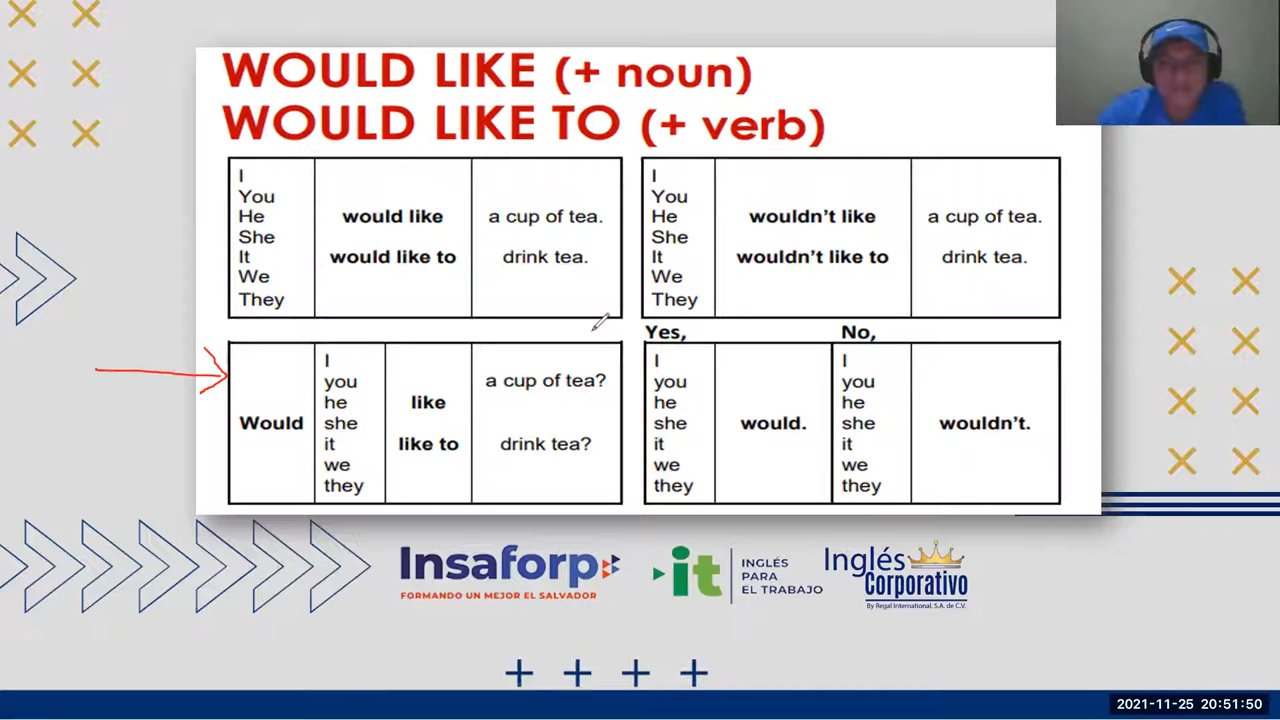 WOULD LIKE (+ noun)
WOULD LIKE TO (+ verb)
I
You
He
She
It
We
They
would like
would like to
a cup of tea.
drink tea.
I
You
He
She
It
We
They
wouldn't like
wouldn't like to
a cup of tea.
drink tea.
Would
I
you
he
she
it
we
they
like
like to
a cup of tea?
drink tea?
Yes,
I
you
he
she
it
we
they
would.
No,
I
you
he
she
it
we
they
wouldn't.
Insaforp
FORMANDO UN MEJOR EL SALVADOR
it
INGLÉS
PARA
EL TRABAJO
Inglés
Corporativo
By Regal International, S.A. de C.V.
2021-11-25 20:51:50